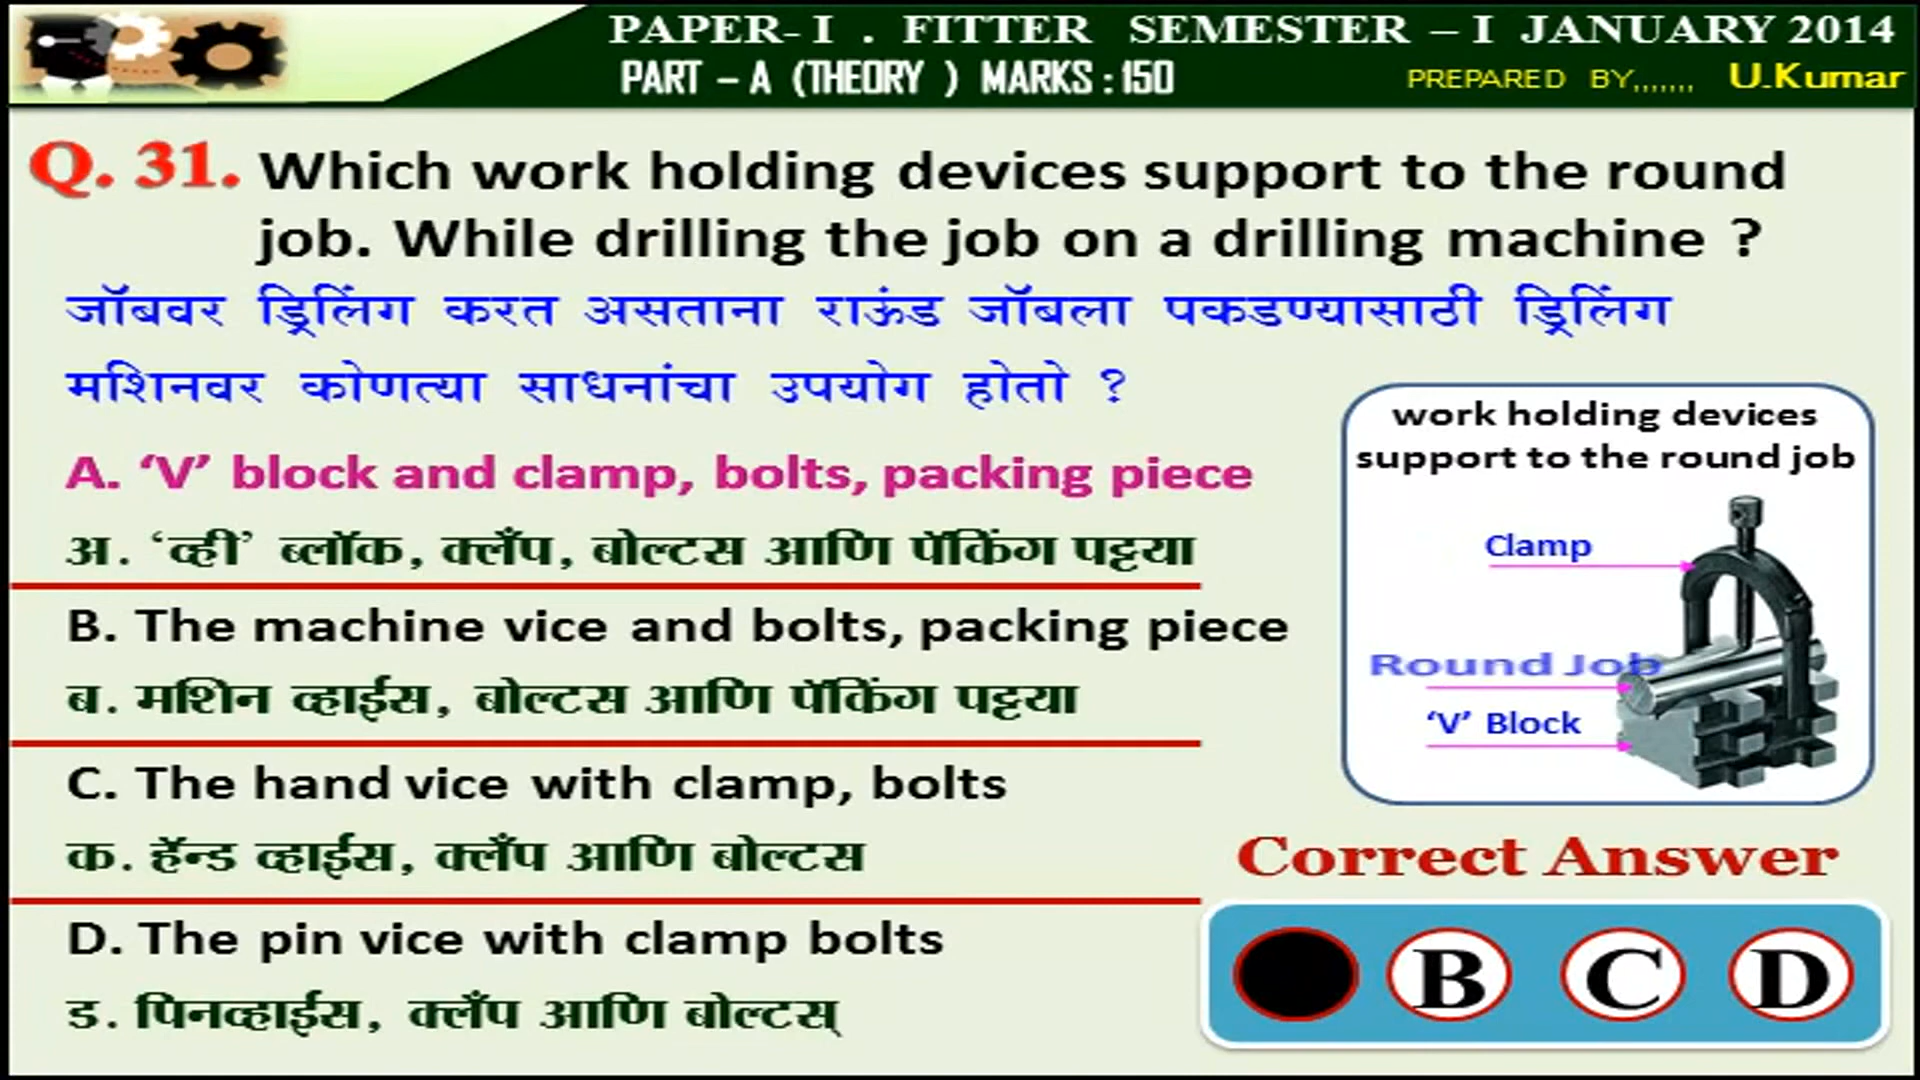 PAPER- I . FITTER SEMESTER – I JANUARY 2014
PART – A (THEORY ) MARKS : 150
PREPARED BY,,,,,,, U.Kumar
Q. 31. Which work holding devices support to the round
job. While drilling the job on a drilling machine ?
जॉबवर ड्रिलिंग करत असताना राऊंड जॉबला पकडण्यासाठी ड्रिलिंग
मशिनवर कोणत्या साधनांचा उपयोग होतो ?
A. ‘V’ block and clamp, bolts, packing piece
अ. ‘व्ही’ ब्लॉक, क्लँप, बोल्टस आणि पॅकिंग पट्टया
B. The machine vice and bolts, packing piece
ब. मशिन व्हाईस, बोल्टस आणि पॅकिंग पट्टया
C. The hand vice with clamp, bolts
क. हॅन्ड व्हाईस, क्लँप आणि बोल्टस
D. The pin vice with clamp bolts
ड. पिनव्हाईस, क्लँप आणि बोल्टस्
work holding devices
support to the round job
Clamp
Round Job
‘V’ Block
Correct Answer
B C D